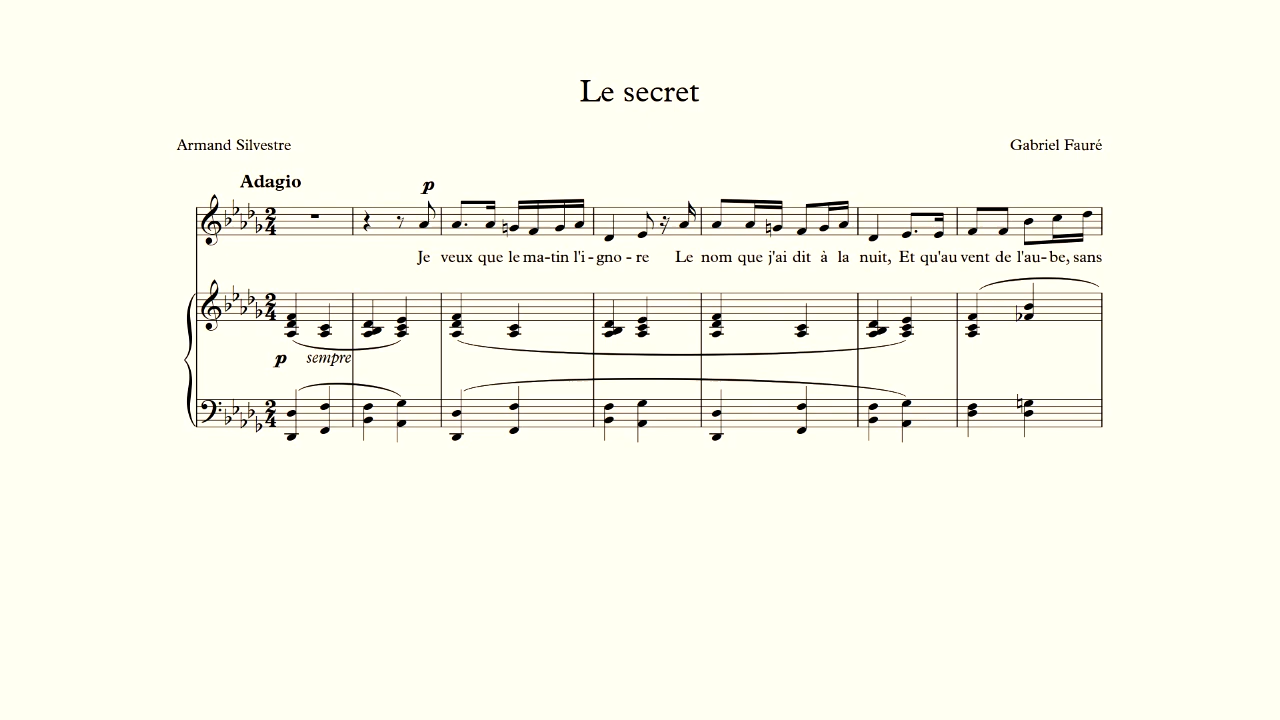 Le secret
Armand Silvestre
Gabriel Fauré
Adagio
p
Je veux que le ma-tin l'i-gno-re Le nom que j'ai dit à la nuit, Et qu'au vent de l'au-be, sans
p sempre